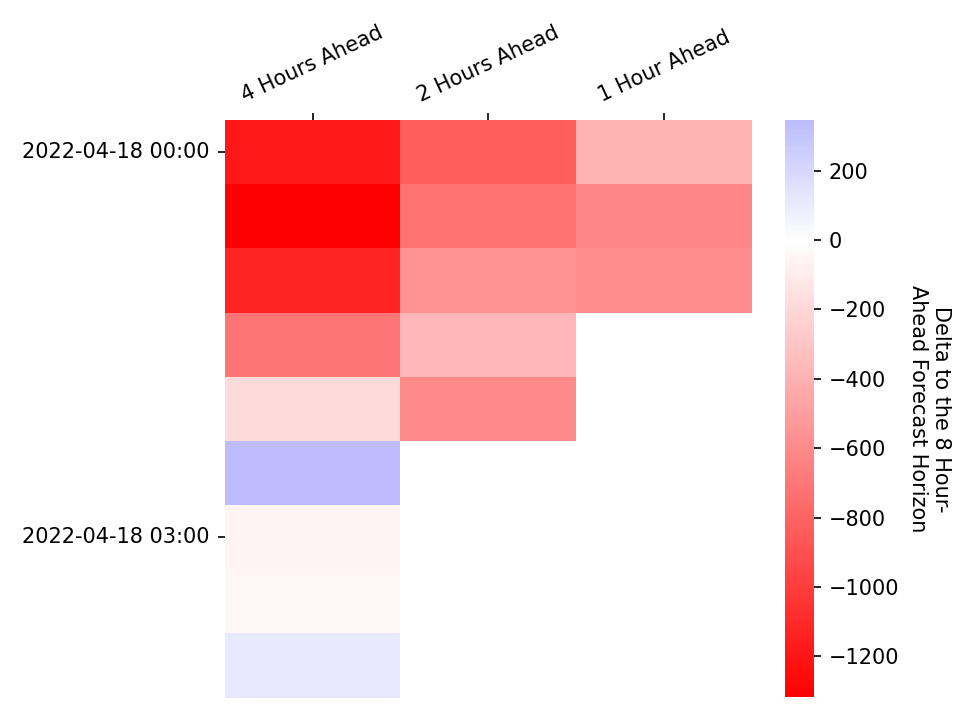 4 Hours Ahead
2 Hours Ahead
1 Hour Ahead
2022-04-18 00:00
2022-04-18 03:00
200
0
−200
−400
−600
−800
−1000
−1200
Delta to the 8 Hour-
Ahead Forecast Horizon